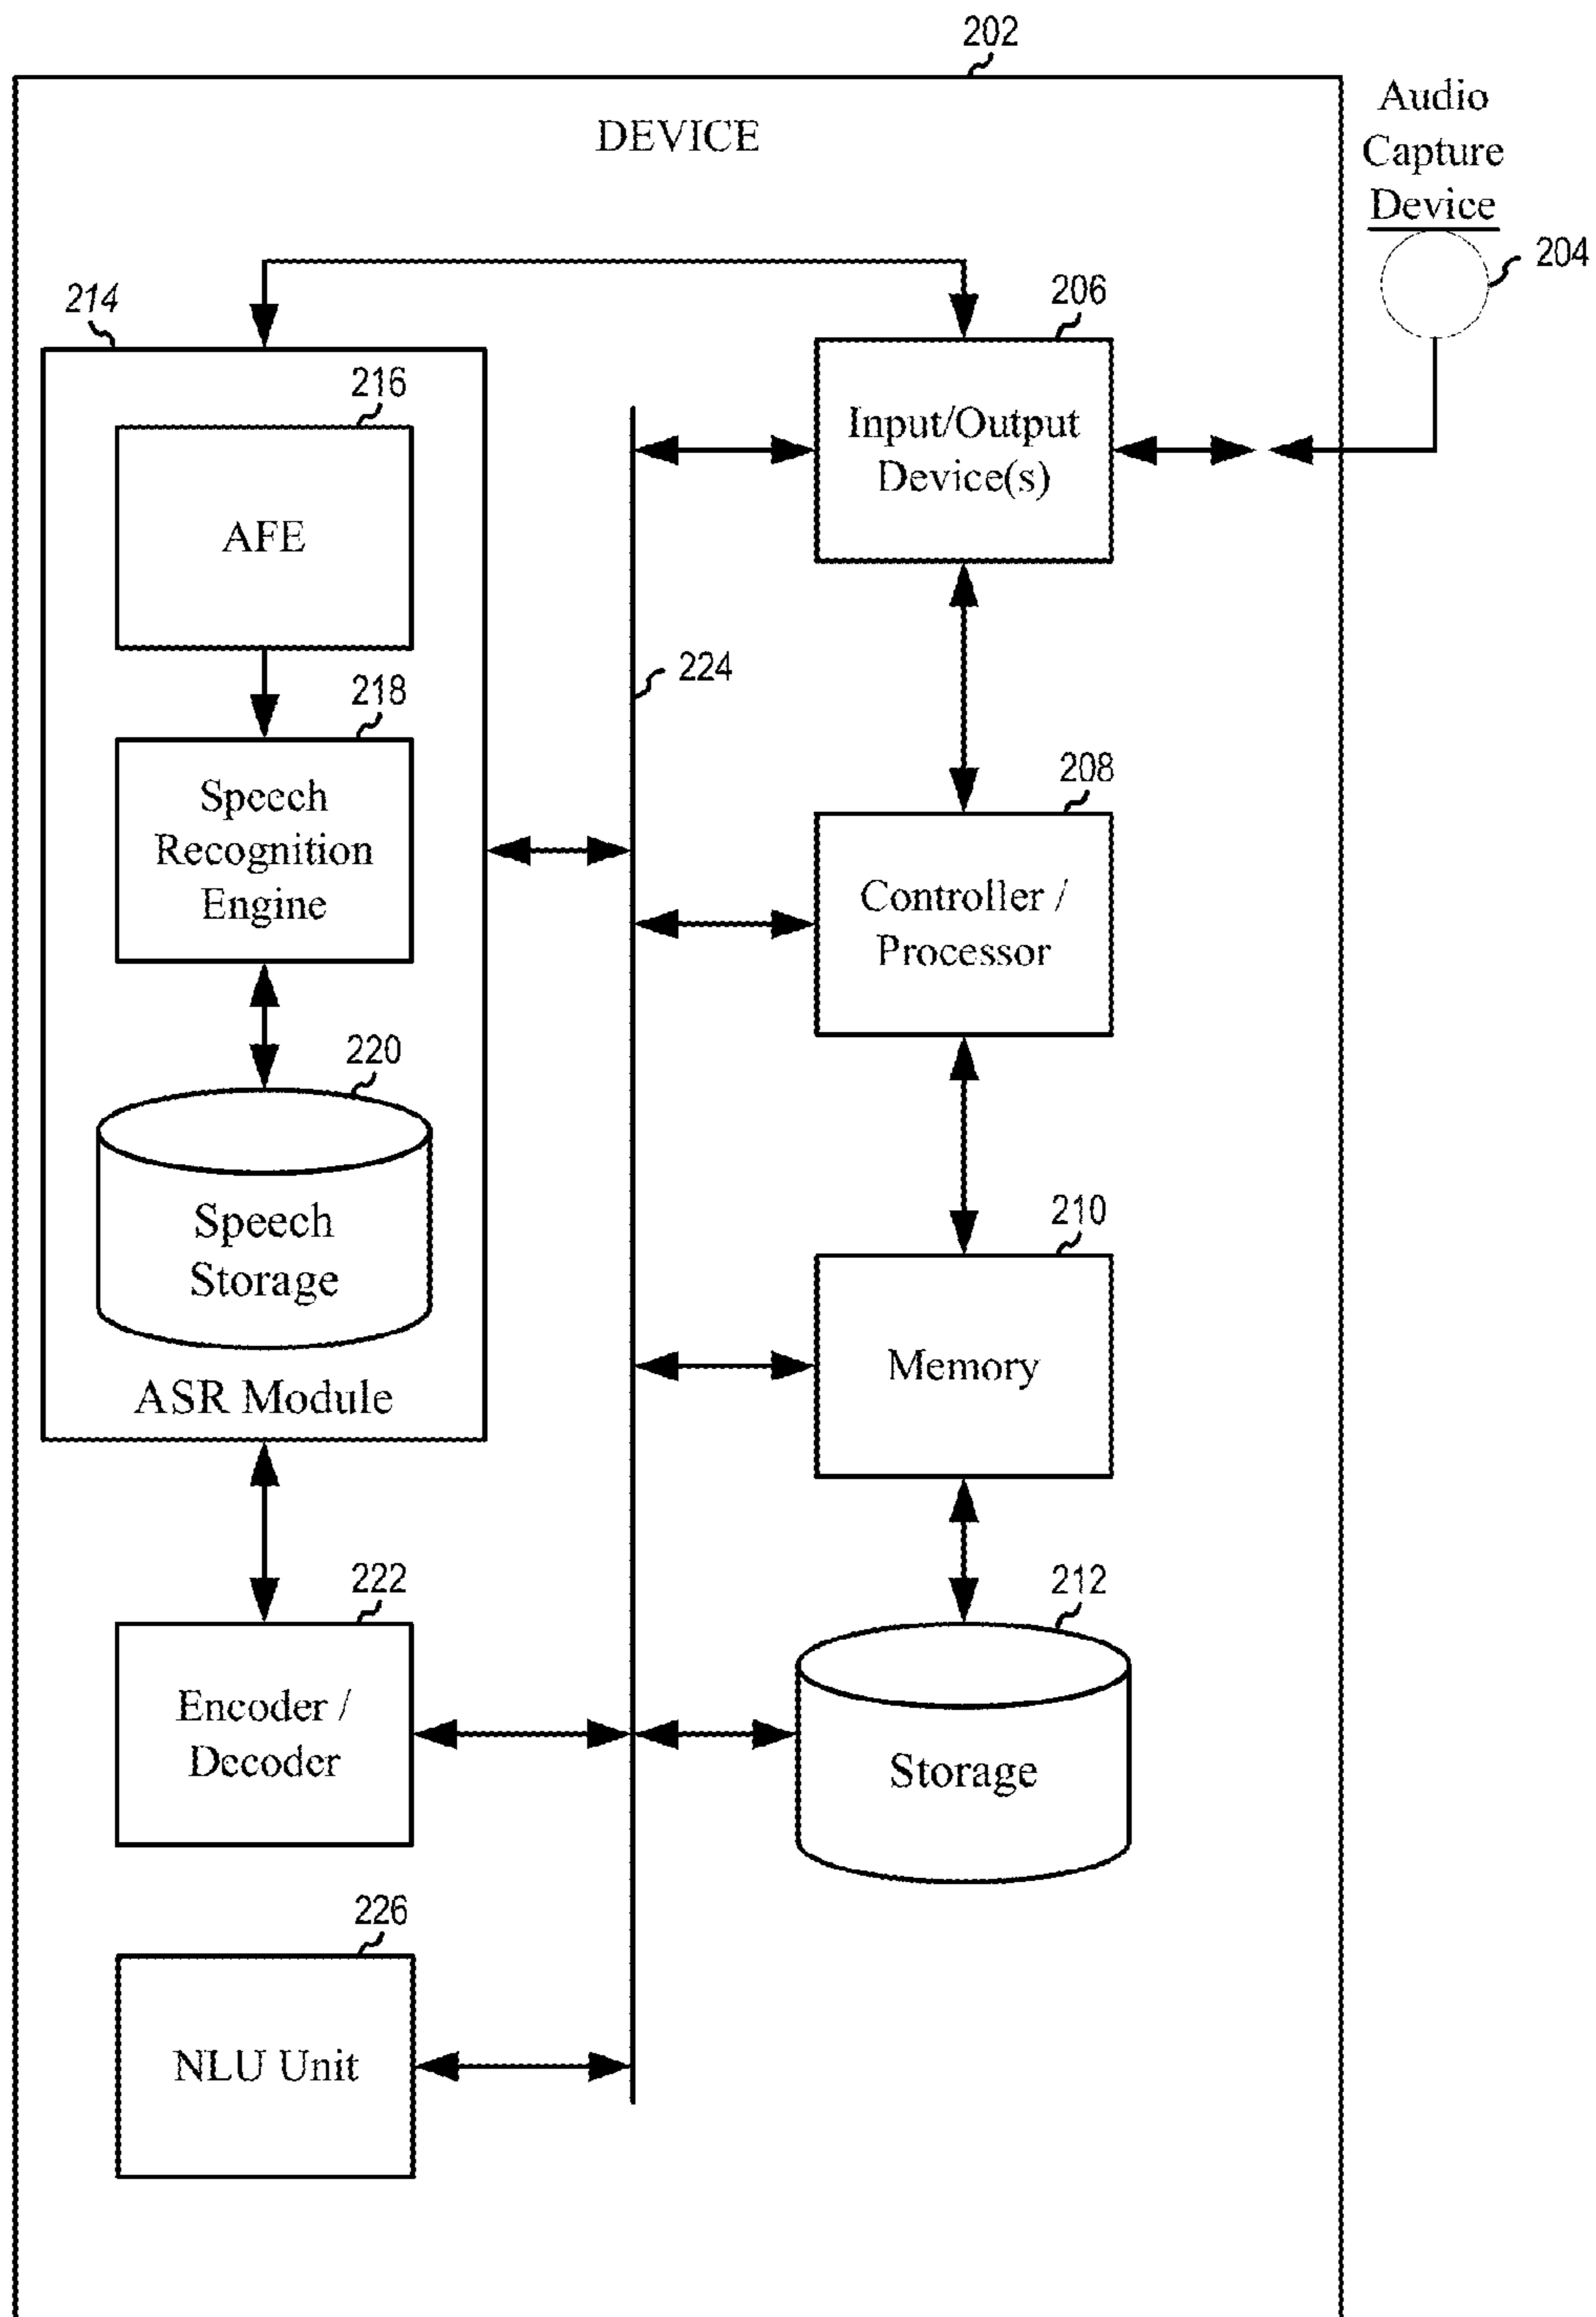 202
DEVICE
Audio
Capture
Device
204
214
206
216
Input/Output
Device(s)
AFE
224
218
208
Speech
Recognition
Engine
Controller /
Processor
220
210
Speech
Storage
Memory
ASR Module
222
212
Encoder /
Decoder
Storage
226
NLU Unit